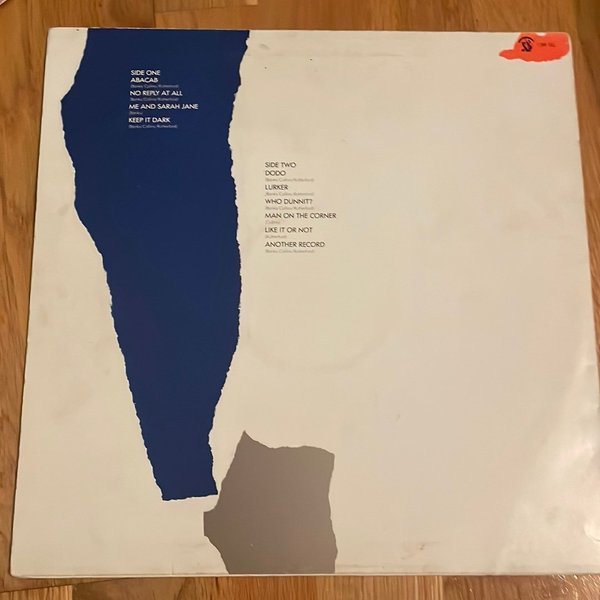 SIDE ONE
ABACAB
(Banks/Collins/Rutherford)
NO REPLY AT ALL
(Banks/Collins/Rutherford)
ME AND SARAH JANE
(Banks)
KEEP IT DARK
(Banks/Collins/Rutherford)
SIDE TWO
DODO
(Banks/Collins/Rutherford)
LURKER
(Banks/Collins/Rutherford)
WHO DUNNIT?
(Banks/Collins/Rutherford)
MAN ON THE CORNER
(Collins)
LIKE IT OR NOT
(Rutherford)
ANOTHER RECORD
(Banks/Collins/Rutherford)